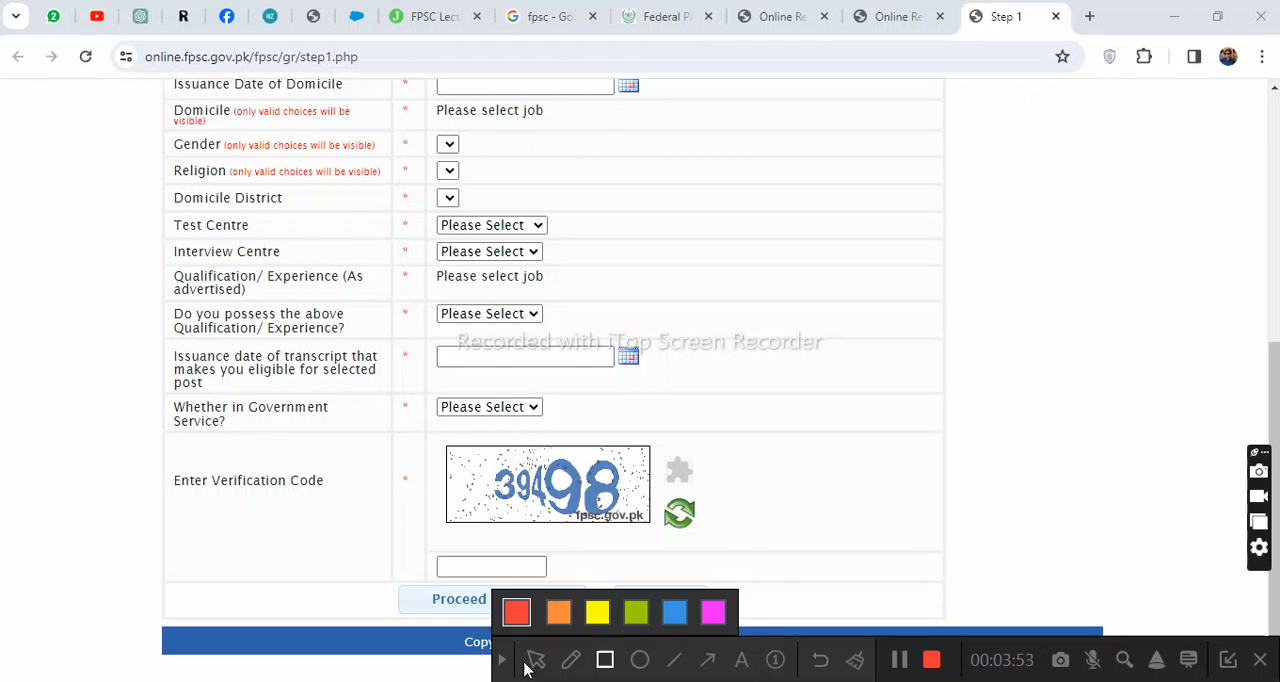 2
R
NZ
J
FPSC Lect
G
fpsc - Go
Federal P
Online Re
Online Re
Step 1
online.fpsc.gov.pk/fpsc/gr/step1.php
Issuance Date of Domicile *
Domicile (only valid choices will be visible) * Please select job
Gender (only valid choices will be visible) *
Religion (only valid choices will be visible) *
Domicile District *
Test Centre * Please Select
Interview Centre * Please Select
Qualification/ Experience (As advertised) * Please select job
Do you possess the above Qualification/ Experience? * Please Select
Recorded with iTop Screen Recorder
Issuance date of transcript that makes you eligible for selected post *
Whether in Government Service? * Please Select
Enter Verification Code *
39498
fpsc.gov.pk
Proceed
Copy
A
1
00:03:53